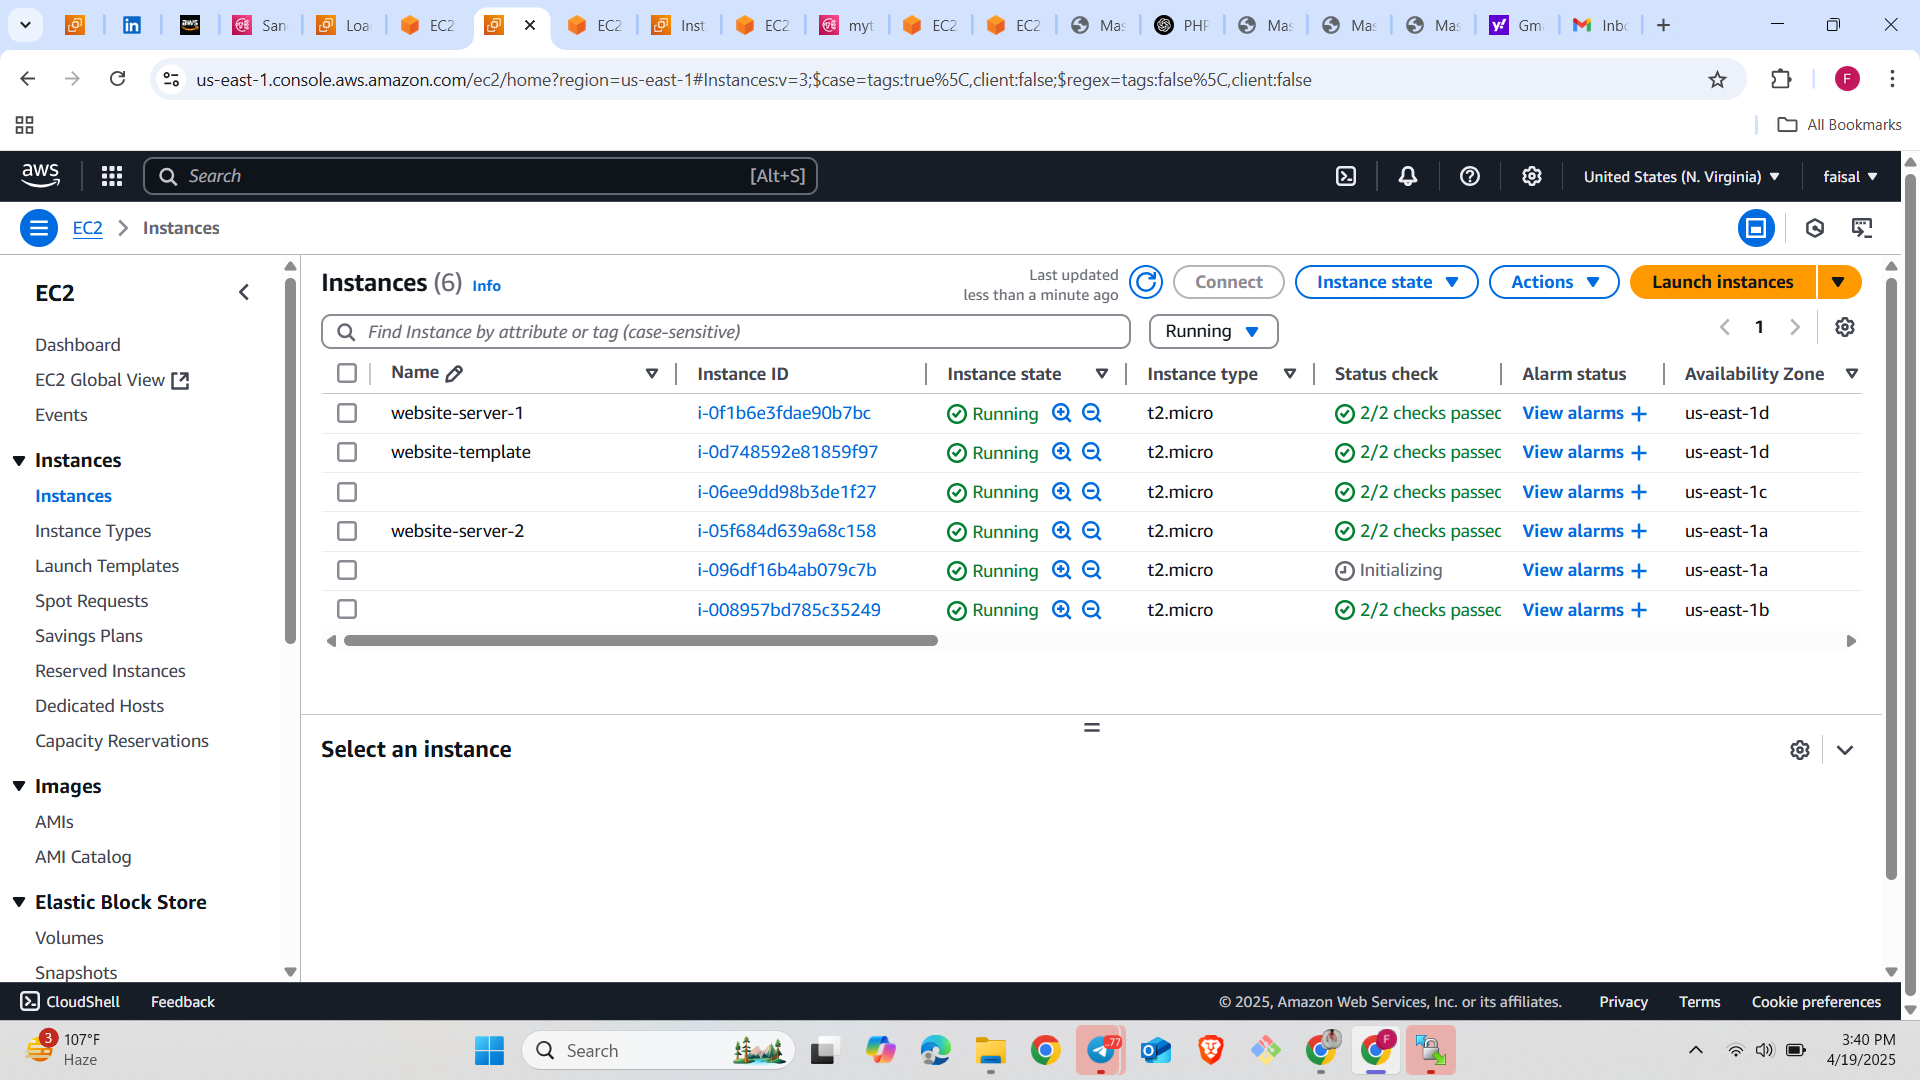 San
Loa
EC2
EC2
Inst
EC2
myt
EC2
EC2
Mas
PHP
Mas
Mas
Mas
Gm
Inbo
us-east-1.console.aws.amazon.com/ec2/home?region=us-east-1#Instances:v=3;$case=tags:true%5C,client:false;$regex=tags:false%5C,client:false
F
All Bookmarks
aws
Search
[Alt+S]
United States (N. Virginia)
faisal
EC2
Instances
EC2
Dashboard
EC2 Global View
Events
Instances
Instances
Instance Types
Launch Templates
Spot Requests
Savings Plans
Reserved Instances
Dedicated Hosts
Capacity Reservations
Images
AMIs
AMI Catalog
Elastic Block Store
Volumes
Snapshots
Instances (6) Info
Last updated
less than a minute ago
Connect
Instance state
Actions
Launch instances
Find Instance by attribute or tag (case-sensitive)
Running
1
Name Instance ID Instance state Instance type Status check Alarm status Availability Zone
website-server-1 i-0f1b6e3fdae90b7bc Running t2.micro 2/2 checks passec View alarms + us-east-1d
website-template i-0d748592e81859f97 Running t2.micro 2/2 checks passec View alarms + us-east-1d
i-06ee9dd98b3de1f27 Running t2.micro 2/2 checks passec View alarms + us-east-1c
website-server-2 i-05f684d639a68c158 Running t2.micro 2/2 checks passec View alarms + us-east-1a
i-096df16b4ab079c7b Running t2.micro Initializing View alarms + us-east-1a
i-008957bd785c35249 Running t2.micro 2/2 checks passec View alarms + us-east-1b
Select an instance
CloudShell
Feedback
© 2025, Amazon Web Services, Inc. or its affiliates.
Privacy
Terms
Cookie preferences
3
107°F
Haze
Search
77
F
3:40 PM
4/19/2025